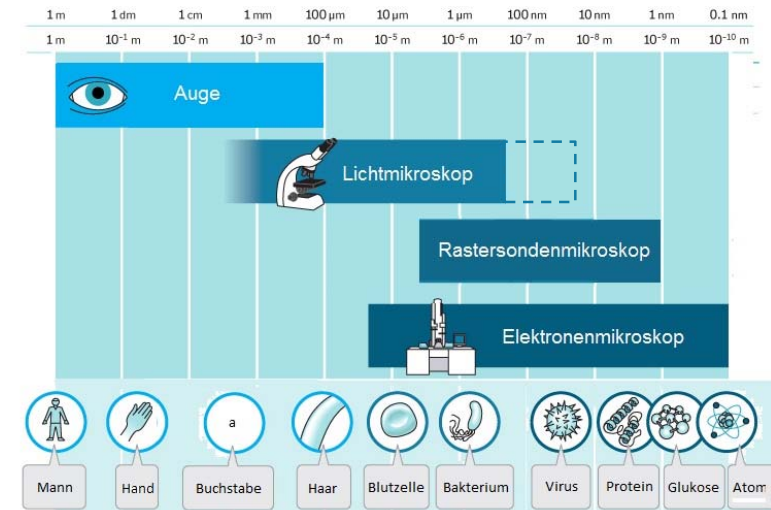 1 m 1 dm 1 cm 1 mm 100 µm 10 µm 1 µm 100 nm 10 nm 1 nm 0.1 nm
1 m 10⁻¹ m 10⁻² m 10⁻³ m 10⁻⁴ m 10⁻⁵ m 10⁻⁶ m 10⁻⁷ m 10⁻⁸ m 10⁻⁹ m 10⁻¹⁰ m
Auge
Lichtmikroskop
Rastersondenmikroskop
Elektronenmikroskop
a
Mann Hand Buchstabe Haar Blutzelle Bakterium Virus Protein Glukose Atom